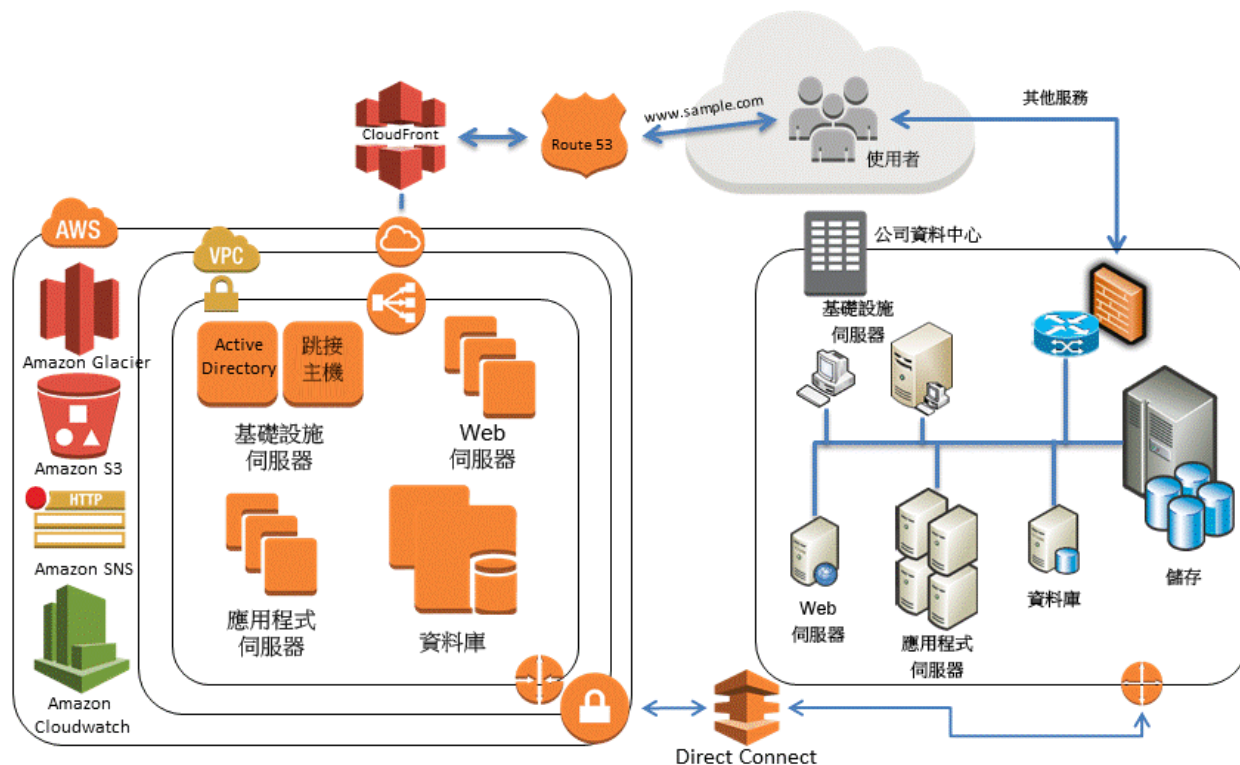 CloudFront
Route 53
www.sample.com
使用者
其他服務
AWS
VPC
公司資料中心
Amazon Glacier
Active
Directory
跳接
主機
基礎設施
伺服器
Web
伺服器
Amazon S3
HTTP
Amazon SNS
應用程式
伺服器
資料庫
Amazon
Cloudwatch
基礎設施
伺服器
Web
伺服器
應用程式
伺服器
資料庫
儲存
Direct Connect